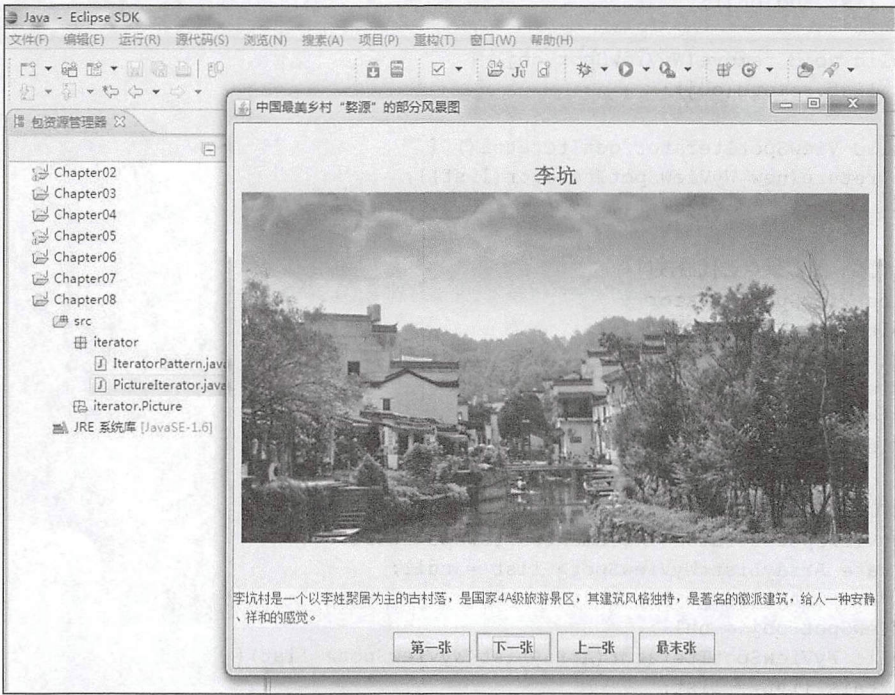 Java - Eclipse SDK
文件(F) 编辑(E) 运行(R) 源代码(S) 浏览(N) 搜索(A) 项目(P) 重构(T) 窗口(W) 帮助(H)
包资源管理器
Chapter02
Chapter03
Chapter04
Chapter05
Chapter06
Chapter07
Chapter08
src
iterator
IteratorPattern.java
PictureIterator.java
iterator.Picture
JRE 系统库 [JavaSE-1.6]
中国最美乡村“婺源”的部分风景图
李坑
李坑村是一个以李姓聚居为主的古村落，是国家4A级旅游景区，其建筑风格独特，是著名的徽派建筑，给人一种安静
、祥和的感觉。
第一张 下一张 上一张 最末张